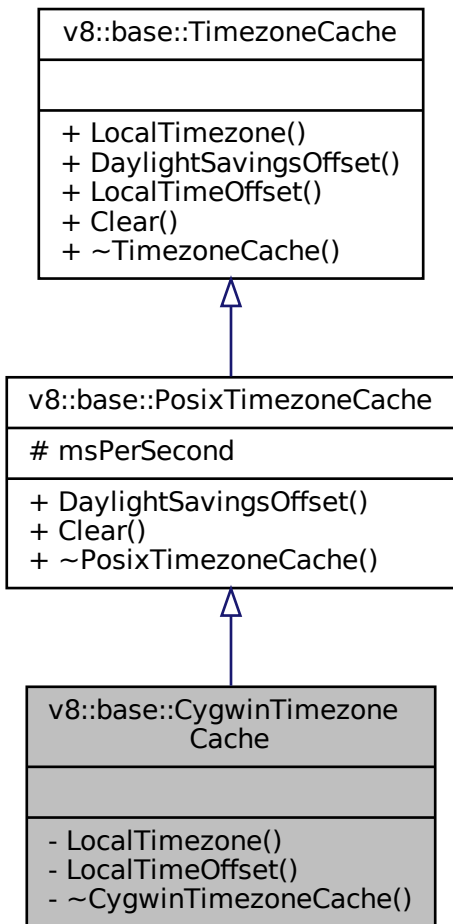 v8::base::TimezoneCache
+ LocalTimezone()
+ DaylightSavingsOffset()
+ LocalTimeOffset()
+ Clear()
+ ~TimezoneCache()
v8::base::PosixTimezoneCache
# msPerSecond
+ DaylightSavingsOffset()
+ Clear()
+ ~PosixTimezoneCache()
v8::base::CygwinTimezone
Cache
- LocalTimezone()
- LocalTimeOffset()
- ~CygwinTimezoneCache()